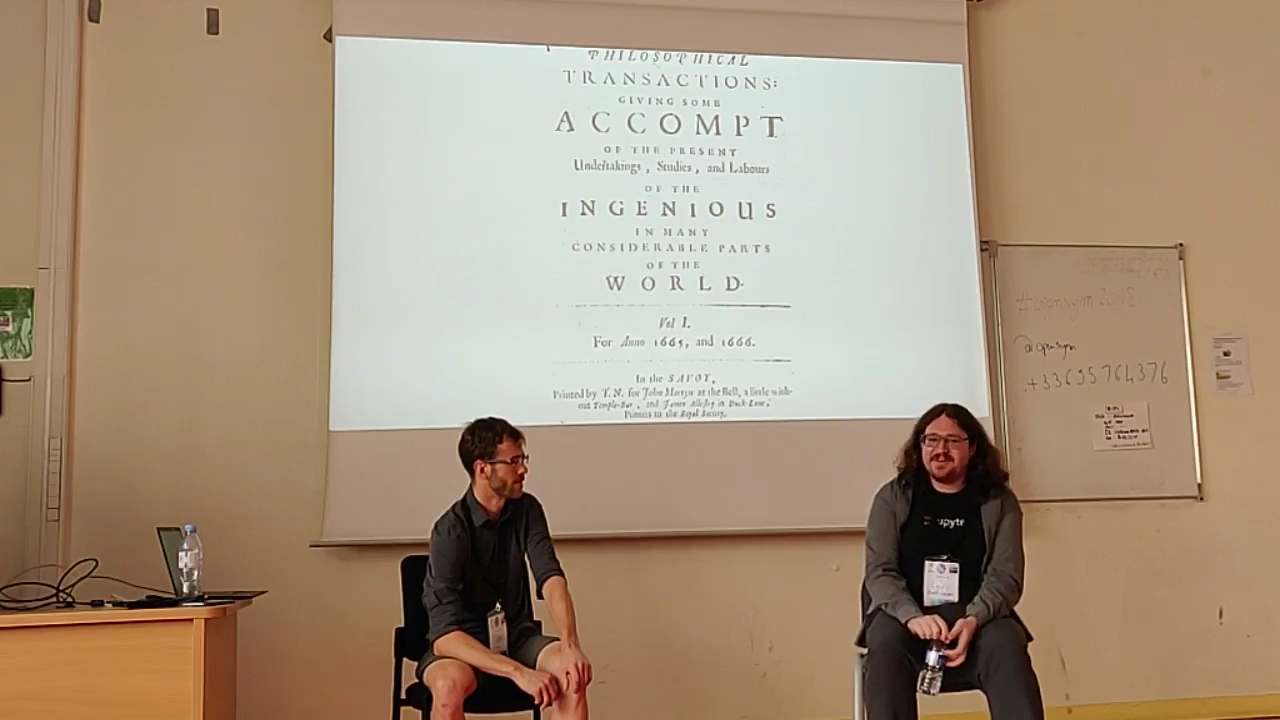 PHILOSOPHICAL
TRANSACTIONS:
GIVING SOME
ACCOMPT
OF THE PRESENT
Undertakings, Studies, and Labours
OF THE
INGENIOUS
IN MANY
CONSIDERABLE PARTS
OF THE
WORLD.
Vol I.
For Anno 1665, and 1666.
In the SAVOY,
Printed by T. N. for John Martyn at the Bell, a little with-
out Temple-Bar, and James Allestry in Duck-Lane,
Printers to the Royal Society.
#opensym2018
@opensym
+33695764376
upyte